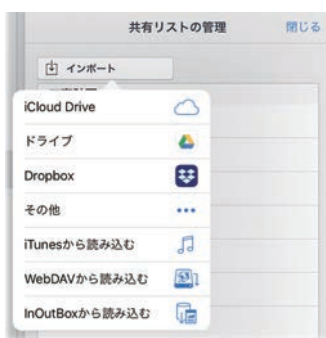 共有リストの管理
閉じる
インポート
iCloud Drive
ドライブ
Dropbox
その他
iTunesから読み込む
WebDAVから読み込む
InOutBoxから読み込む